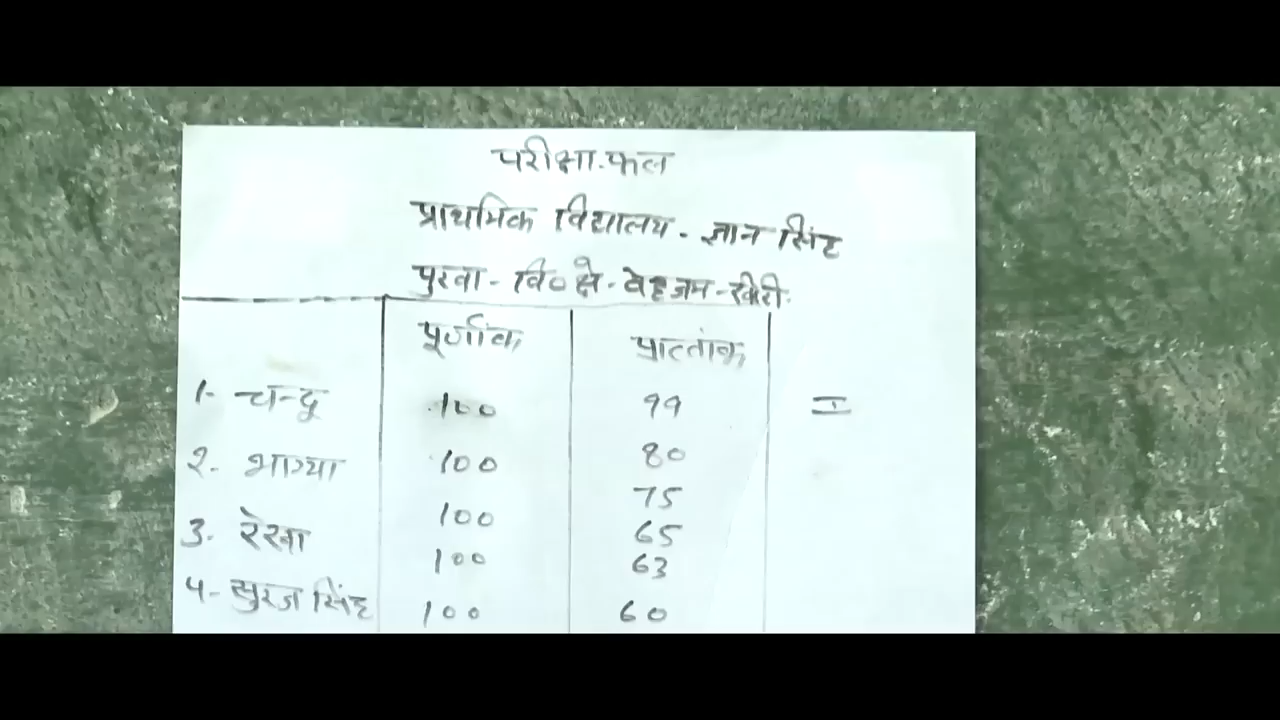 परीक्षा-फल
प्राथमिक विद्यालय - ज्ञान सिंह
पुरवा - वि० क्षे - वेहजम - खीरी
पूर्णांक प्राप्तांक
1- चन्दु 100 99 I
2. भाग्या 100 80
75
3. रेखा 100 65
100 63
4- सुरज सिंह 100 60